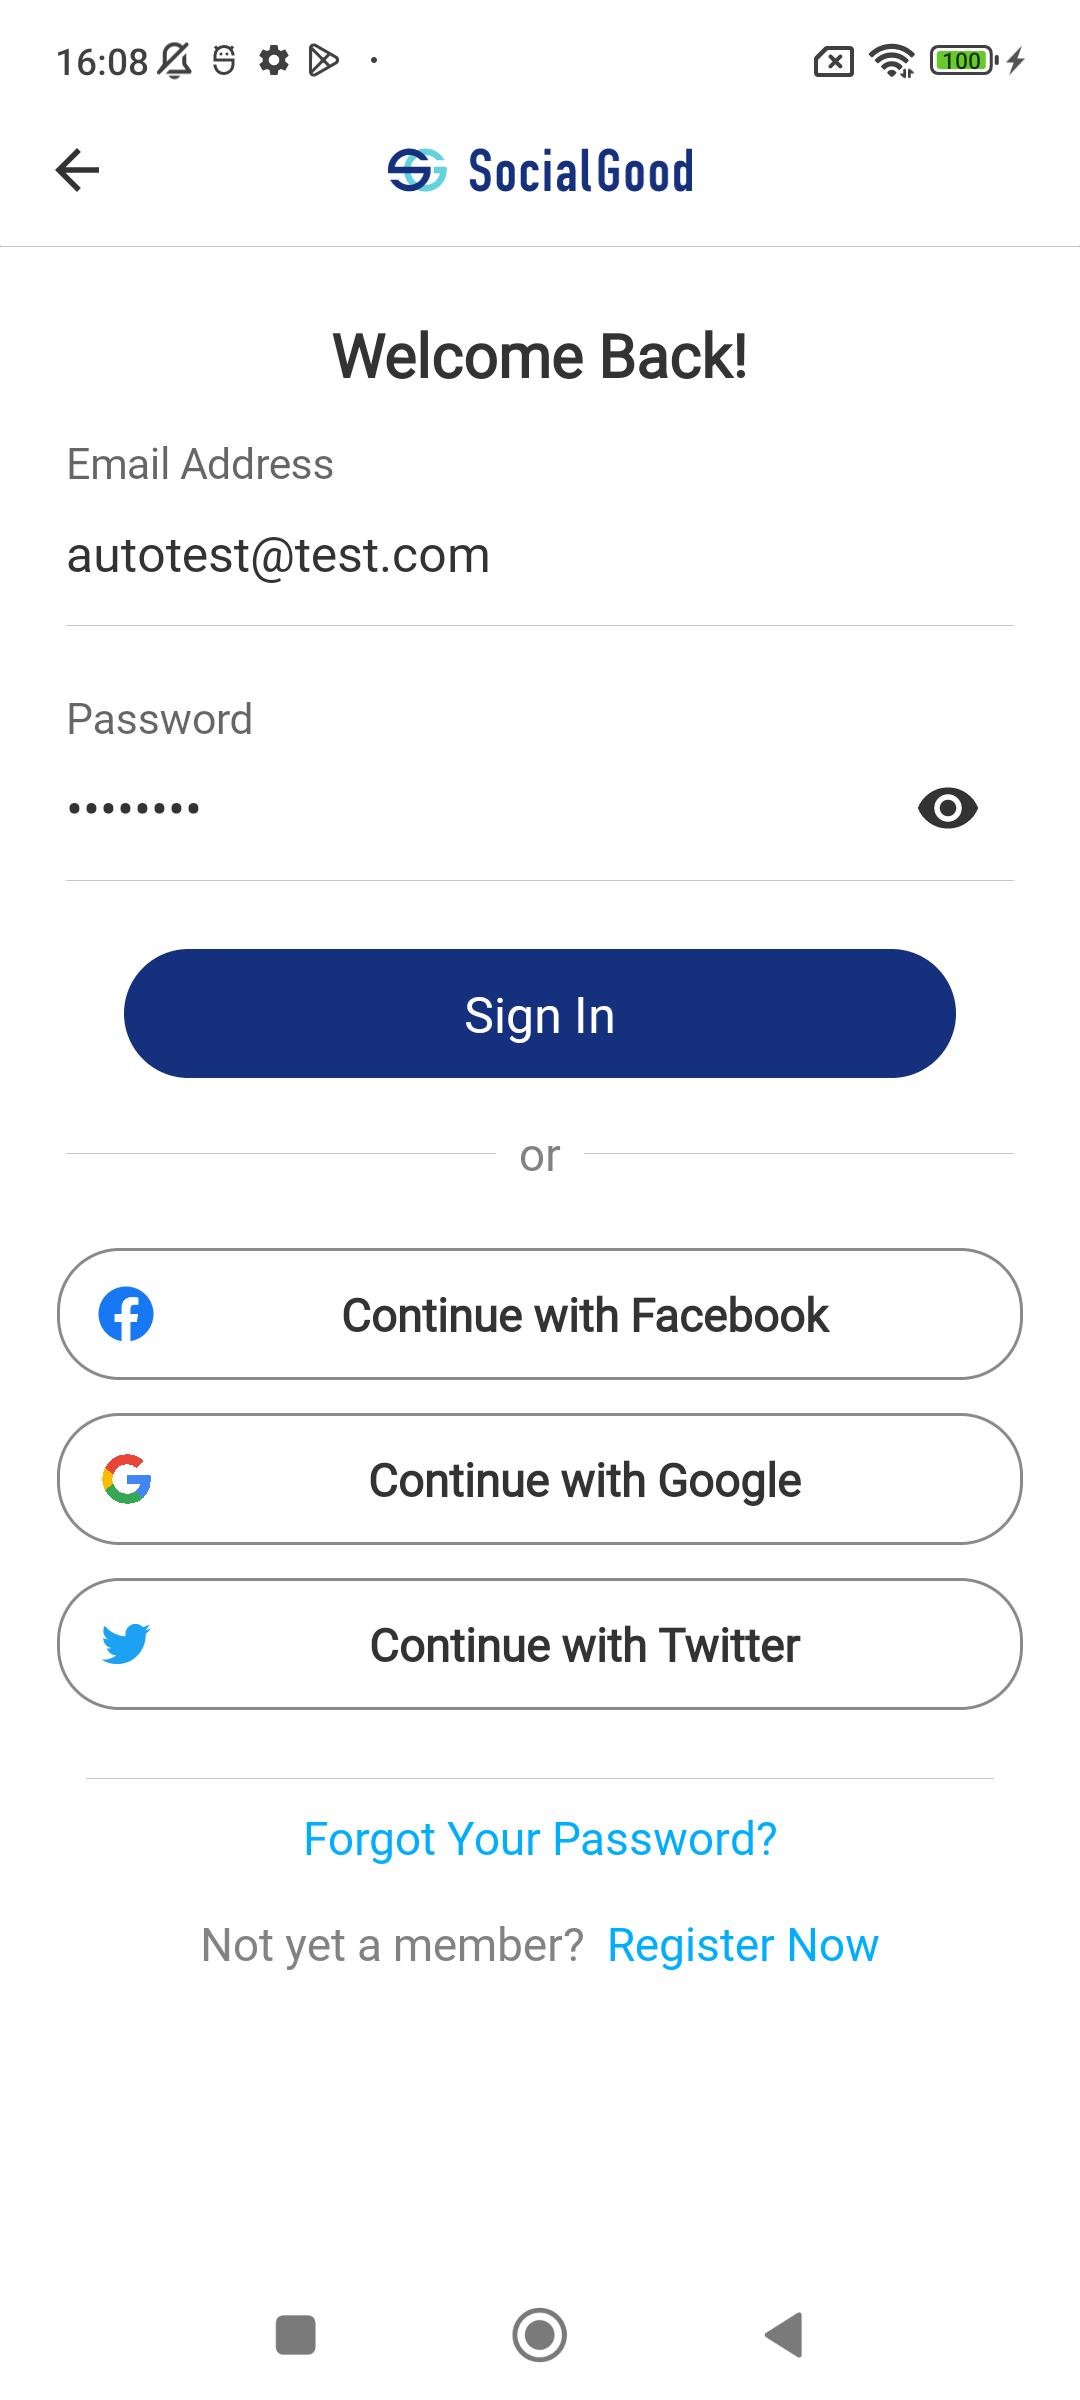 16:08
100
SocialGood
Welcome Back!
Email Address
autotest@test.com
Password
••••••••
Sign In
or
Continue with Facebook
Continue with Google
Continue with Twitter
Forgot Your Password?
Not yet a member? Register Now